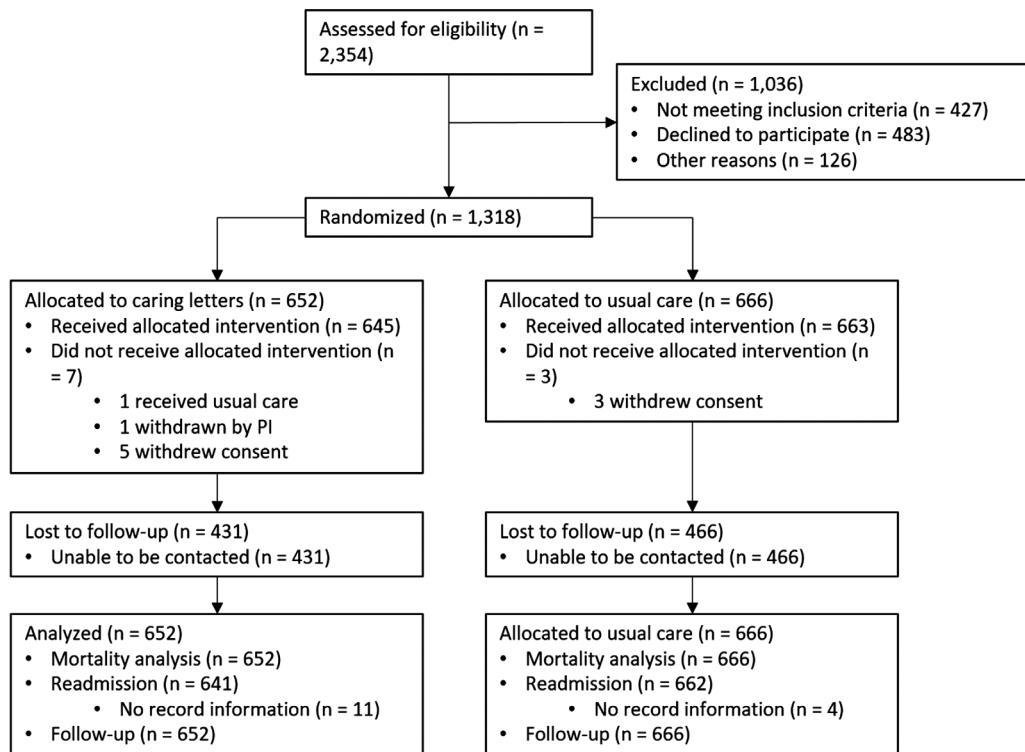 Assessed for eligibility (n =
2,354)
Excluded (n = 1,036)
• Not meeting inclusion criteria (n = 427)
• Declined to participate (n = 483)
• Other reasons (n = 126)
Randomized (n = 1,318)
Allocated to caring letters (n = 652)
• Received allocated intervention (n = 645)
• Did not receive allocated intervention (n
= 7)
• 1 received usual care
• 1 withdrawn by PI
• 5 withdrew consent
Allocated to usual care (n = 666)
• Received allocated intervention (n = 663)
• Did not receive allocated intervention (n
= 3)
• 3 withdrew consent
Lost to follow-up (n = 431)
• Unable to be contacted (n = 431)
Lost to follow-up (n = 466)
• Unable to be contacted (n = 466)
Analyzed (n = 652)
• Mortality analysis (n = 652)
• Readmission (n = 641)
• No record information (n = 11)
• Follow-up (n = 652)
Allocated to usual care (n = 666)
• Mortality analysis (n = 666)
• Readmission (n = 662)
• No record information (n = 4)
• Follow-up (n = 666)